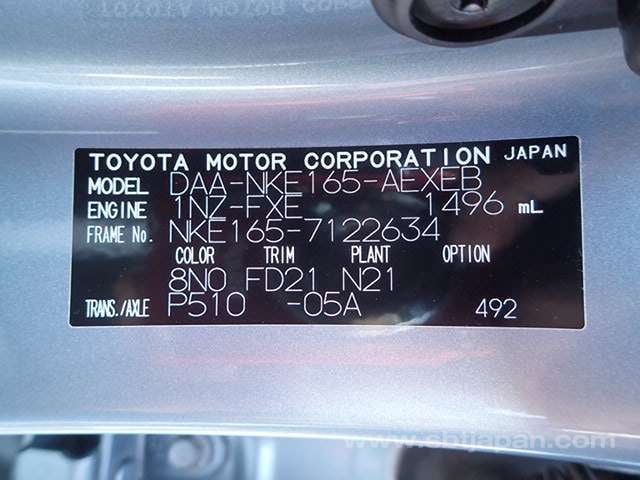 TOYOTA MOTOR CORPORATION JAPAN
MODEL DAA-NKE165-AEXEB
ENGINE 1NZ-FXE 1496 mL
FRAME No. NKE165-7122634
COLOR TRIM PLANT OPTION
8N0 FD21 N21
TRANS./AXLE P510 -05A 492
www.sbtjapan.com